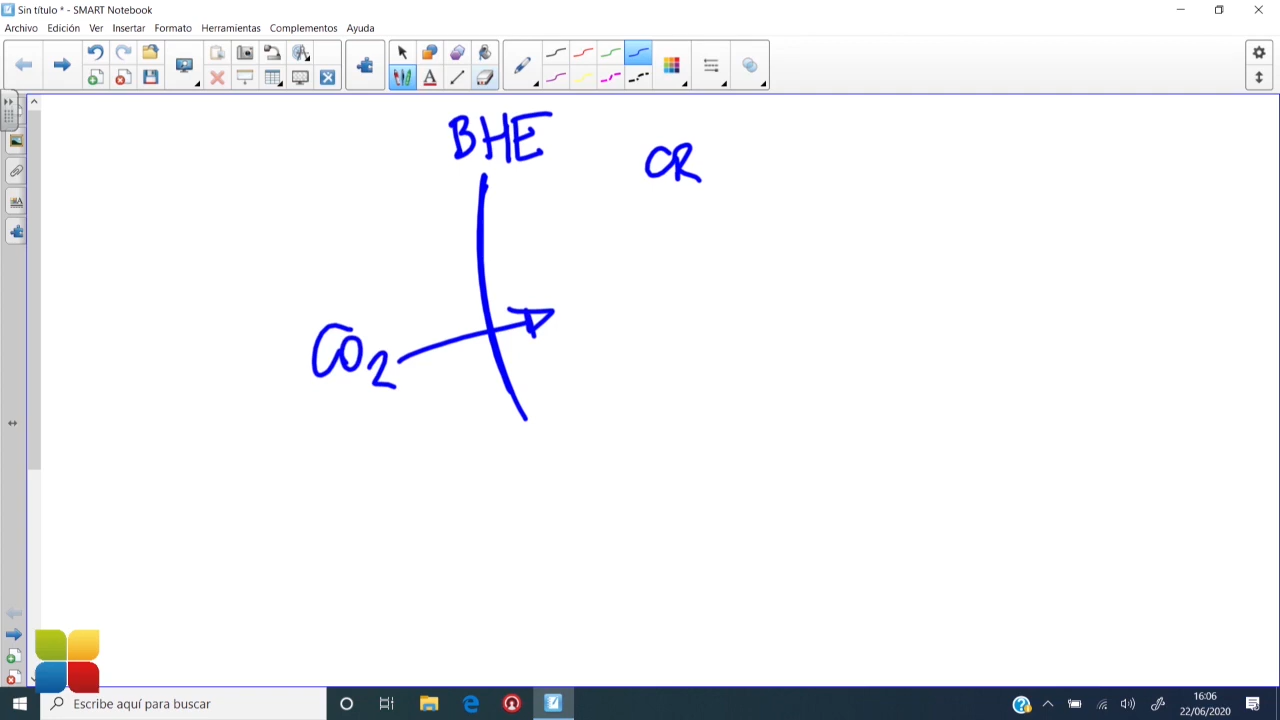 Sin título * - SMART Notebook
Archivo Edición Ver Insertar Formato Herramientas Complementos Ayuda
BHE
CR
CO2
Escribe aquí para buscar
16:06
22/06/2020